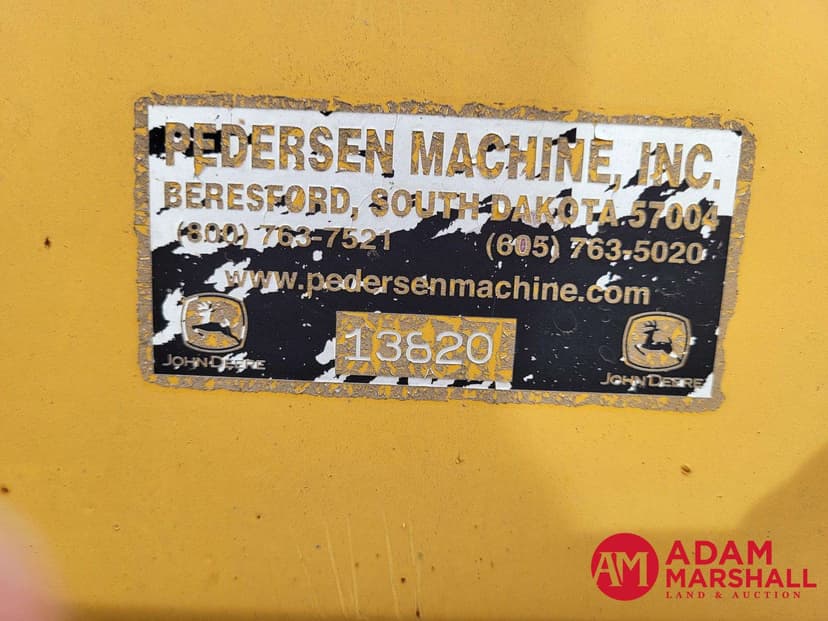 PEDERSEN MACHINE, INC.
BERESFORD, SOUTH DAKOTA 57004
(800) 763-7521 (605) 763-5020
www.pedersenmachine.com
13820
JOHN DEERE JOHN DEERE
AM ADAM
MARSHALL
LAND & AUCTION